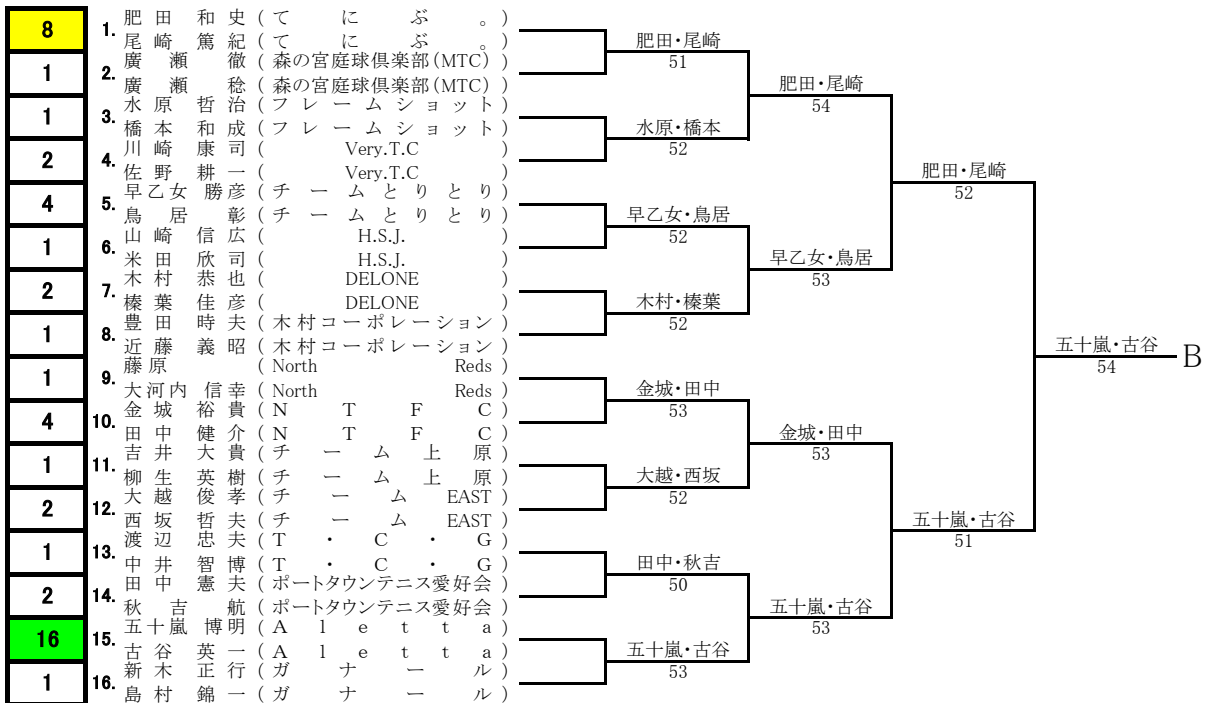 8
1. 肥田 和史 (てにぶ。)
尾崎 篤紀 (てにぶ。)
1
2. 廣瀬 徹 (森の宮庭球倶楽部(MTC))
廣瀬 稔 (森の宮庭球倶楽部(MTC))
1
3. 水原 哲治 (フレームショット)
橋本 和成 (フレームショット)
2
4. 川崎 康司 (Very.T.C)
佐野 耕一 (Very.T.C)
4
5. 早乙女 勝彦 (チームとりとり)
鳥居 彰 (チームとりとり)
1
6. 山崎 信広 (H.S.J.)
米田 欣司 (H.S.J.)
2
7. 木村 恭也 (DELONE)
榛葉 佳彦 (DELONE)
1
8. 豊田 時夫 (木村コーポレーション)
近藤 義昭 (木村コーポレーション)
1
9. 藤原 (North Reds)
大河内 信幸 (North Reds)
4
10. 金城 裕貴 (NTFC)
田中 健介 (NTFC)
1
11. 吉井 大貴 (チーム上原)
柳生 英樹 (チーム上原)
2
12. 大越 俊孝 (チームEAST)
西坂 哲夫 (チームEAST)
1
13. 渡辺 忠夫 (T・C・G)
中井 智博 (T・C・G)
2
14. 田中 憲夫 (ポートタウンテニス愛好会)
秋吉 航 (ポートタウンテニス愛好会)
16
15. 五十嵐 博明 (Aletta)
古谷 英一 (Aletta)
1
16. 新木 正行 (ガナール)
島村 錦一 (ガナール)
肥田・尾崎
51
水原・橋本
52
早乙女・鳥居
52
木村・榛葉
52
金城・田中
53
大越・西坂
52
田中・秋吉
50
五十嵐・古谷
53
肥田・尾崎
54
早乙女・鳥居
53
金城・田中
53
五十嵐・古谷
53
肥田・尾崎
52
五十嵐・古谷
51
五十嵐・古谷
54
B